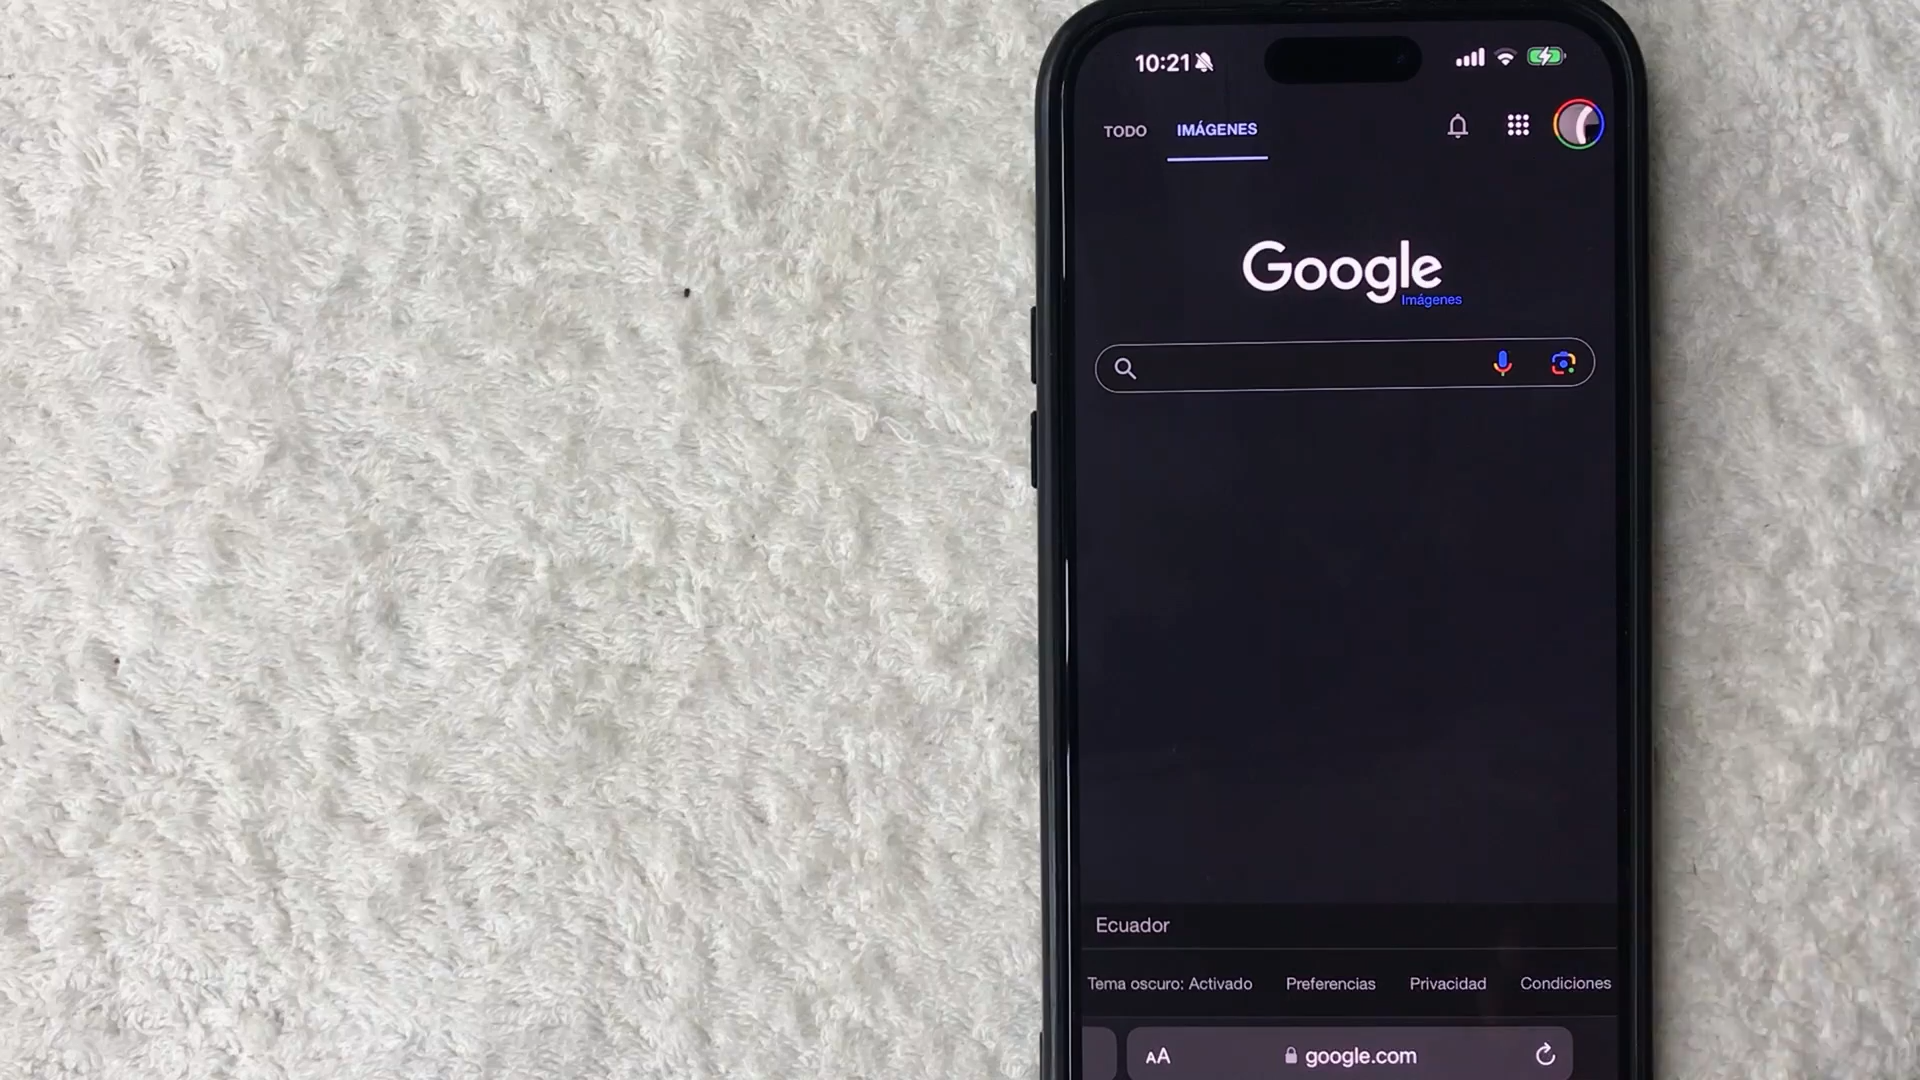 10:21
TODO IMÁGENES
Google
Imágenes
Ecuador
Tema oscuro: Activado Preferencias Privacidad Condiciones
AA google.com